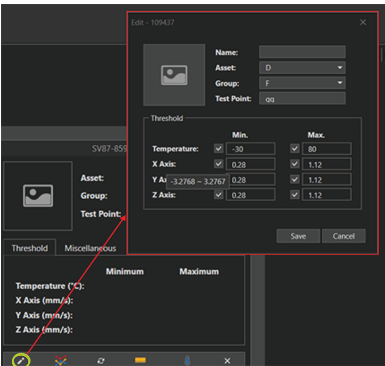 Edit - 109437
Name:
Asset: D
Group: F
Test Point: qq
Threshold
Min. Max.
Temperature: -30 80
X Axis: 0.28 1.12
Y Ax 0.28 1.12
-3.2768 ~ 3.2767
Z Axis: 0.28 1.12
Save Cancel
SV87-859
Asset:
Group:
Test Point:
Threshold Miscellaneous
Minimum Maximum
Temperature (°C):
X Axis (mm/s):
Y Axis (mm/s):
Z Axis (mm/s):